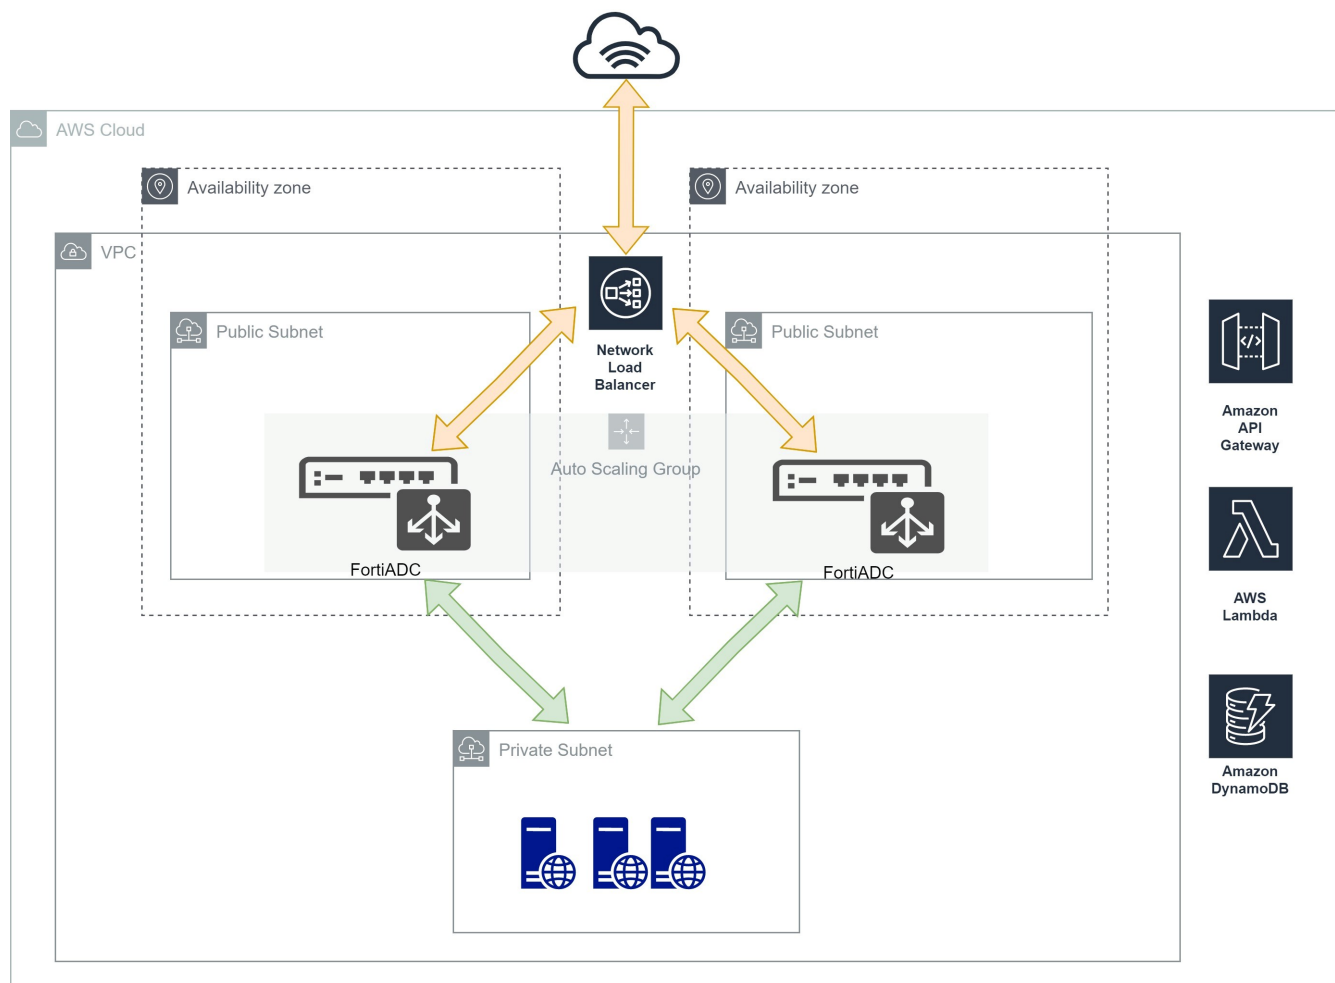 AWS Cloud
Availability zone
Availability zone
VPC
Public Subnet
Public Subnet
Network
Load
Balancer
Auto Scaling Group
FortiADC
FortiADC
Private Subnet
Amazon
API
Gateway
AWS
Lambda
Amazon
DynamoDB